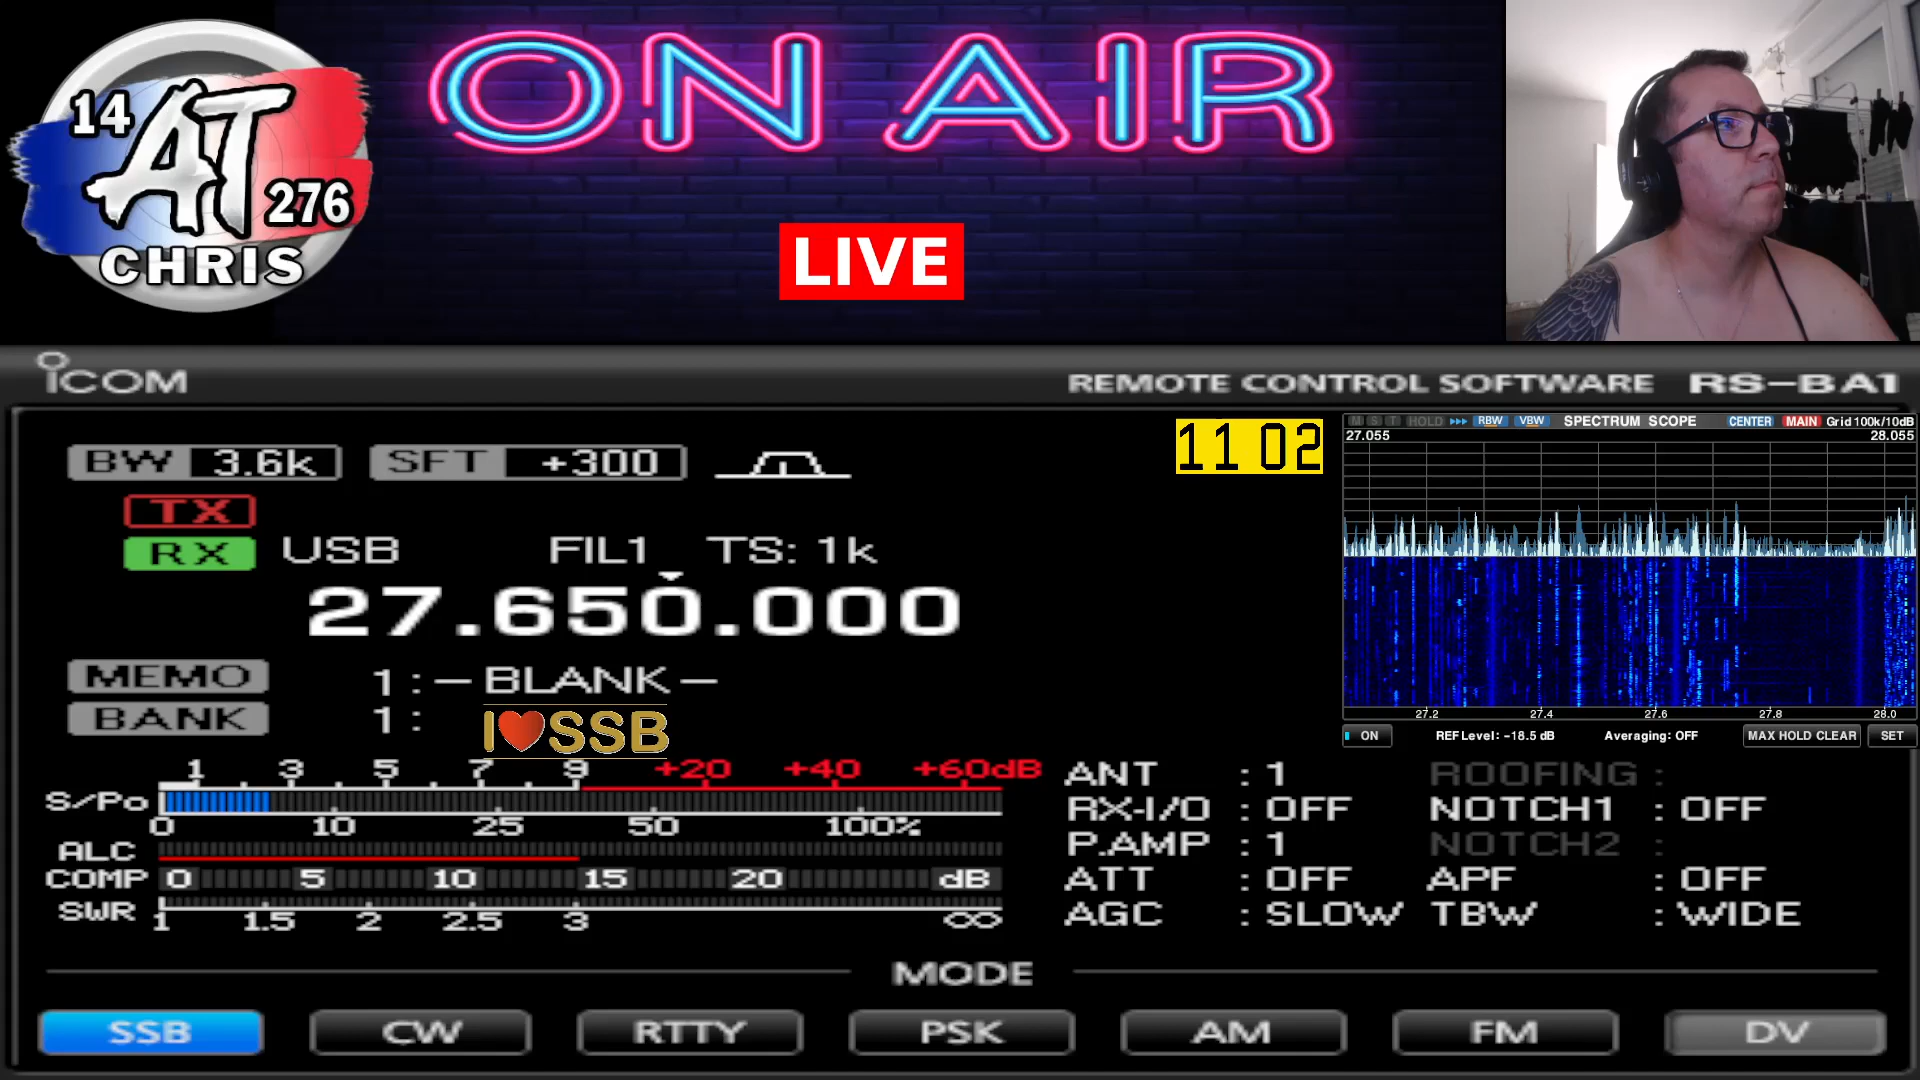 ON AIR
14 AT 276
CHRIS
LIVE
ICOM
REMOTE CONTROL SOFTWARE RS-BA1
BW 3.6k SFT +300
11 02
M S T HOLD RBW VBW SPECTRUM SCOPE CENTER MAIN Grid 100k/10dB
27.055 28.055
TX
RX USB FIL1 TS: 1k
27.650.000
MEMO 1 : - BLANK -
BANK 1 :
I❤SSB
27.2 27.4 27.6 27.8 28.0
ON REF Level: -18.5 dB Averaging: OFF MAX HOLD CLEAR SET
1 3 5 7 9 +20 +40 +60dB
S/Po
0 10 25 50 100%
ALC
COMP 0 5 10 15 20 dB
SWR
1 1.5 2 2.5 3 ∞
ANT : 1 ROOFING :
RX-I/O : OFF NOTCH1 : OFF
P.AMP : 1 NOTCH2 :
ATT : OFF APF : OFF
AGC : SLOW TBW : WIDE
MODE
SSB CW RTTY PSK AM FM DV